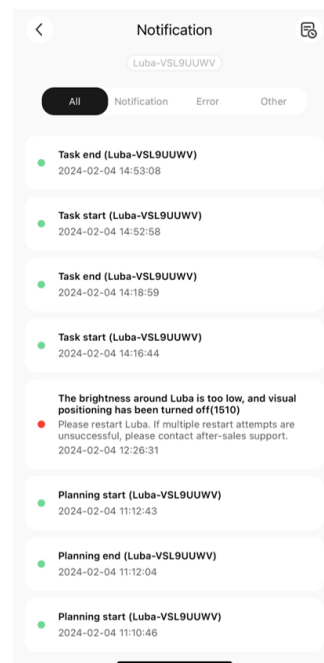 Notification
Luba-VSL9UUWV
All Notification Error Other
Task end (Luba-VSL9UUWV)
2024-02-04 14:53:08
Task start (Luba-VSL9UUWV)
2024-02-04 14:52:58
Task end (Luba-VSL9UUWV)
2024-02-04 14:18:59
Task start (Luba-VSL9UUWV)
2024-02-04 14:16:44
The brightness around Luba is too low, and visual
positioning has been turned off(1510)
Please restart Luba. If multiple restart attempts are
unsuccessful, please contact after-sales support.
2024-02-04 12:26:31
Planning start (Luba-VSL9UUWV)
2024-02-04 11:12:43
Planning end (Luba-VSL9UUWV)
2024-02-04 11:12:04
Planning start (Luba-VSL9UUWV)
2024-02-04 11:10:46